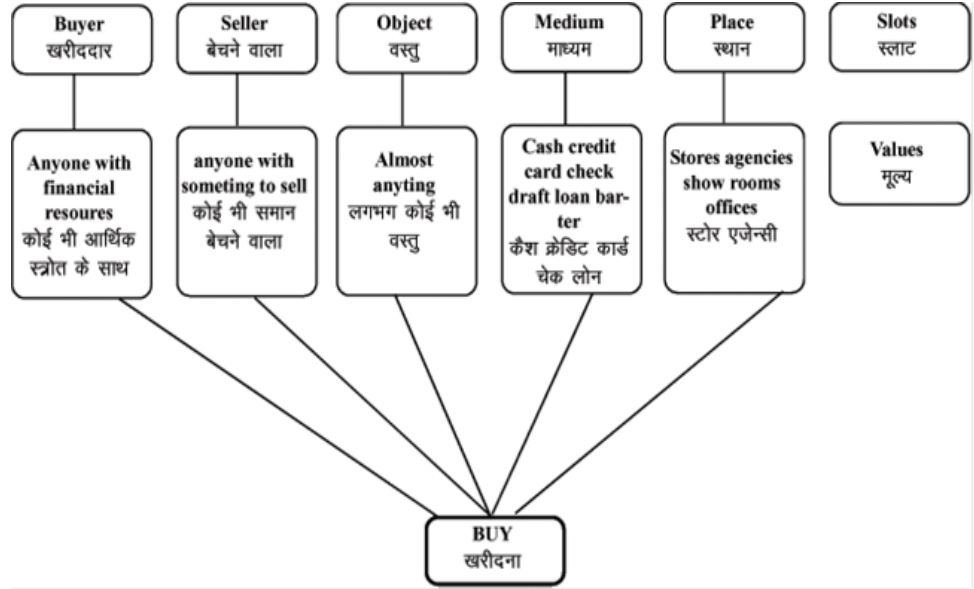 Buyer
खरीददार
Seller
बेचने वाला
Object
वस्तु
Medium
माध्यम
Place
स्थान
Slots
स्लाट
Anyone with
financial
resoures
कोई भी आर्थिक
स्त्रोत के साथ
anyone with
someting to sell
कोई भी समान
बेचने वाला
Almost
anyting
लगभग कोई भी
वस्तु
Cash credit
card check
draft loan bar-
ter
कैश क्रेडिट कार्ड
चेक लोन
Stores agencies
show rooms
offices
स्टोर एजेन्सी
Values
मूल्य
BUY
खरीदना